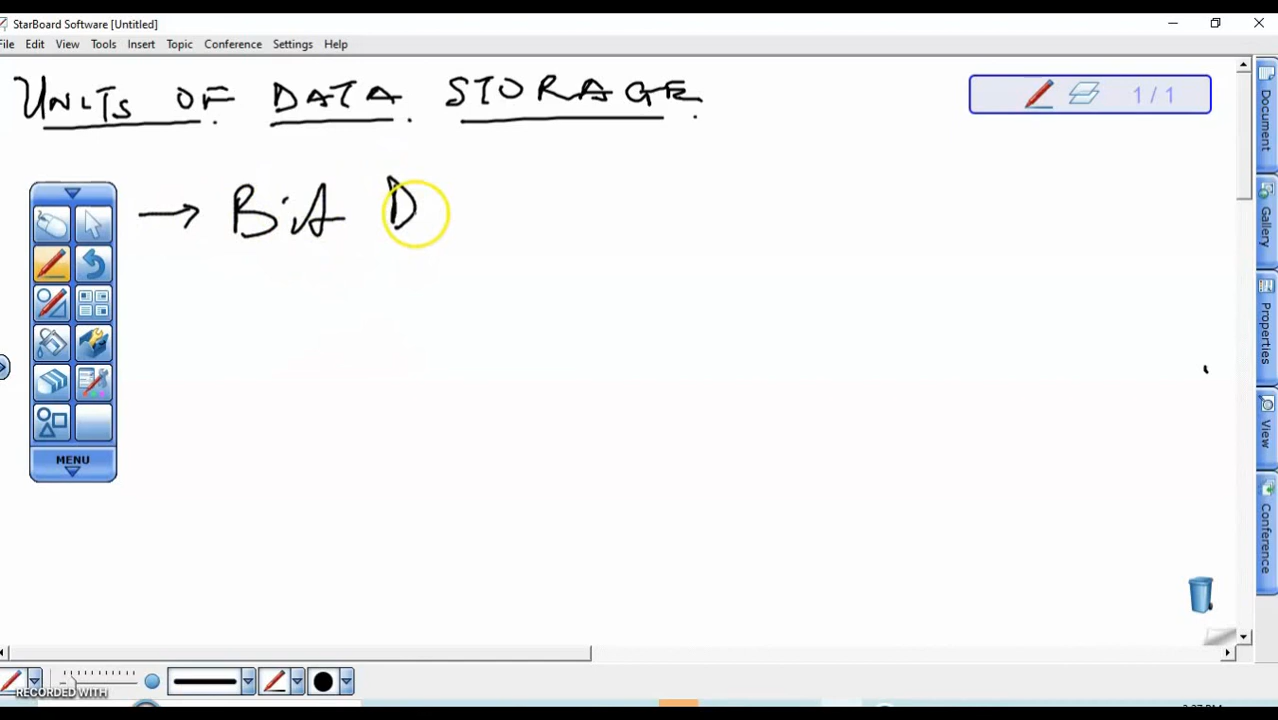 StarBoard Software [Untitled]
File Edit View Tools Insert Topic Conference Settings Help
UNITS OF DATA STORAGE
1 / 1
→ Bit D
MENU
Document
Gallery
Properties
View
Conference
RECORDED WITH